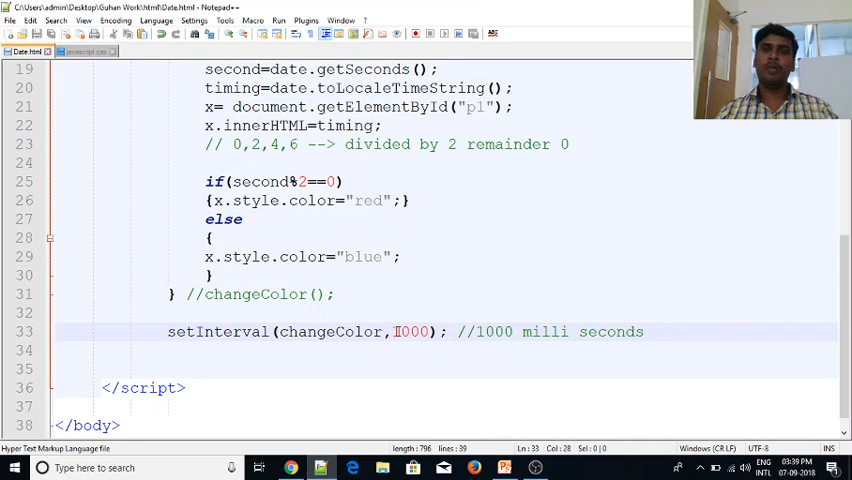 C:\Users\admin\Desktop\Guhan Work\html\Date.html - Notepad++
File Edit Search View Encoding Language Settings Tools Macro Run Plugins Window ?
Date.html javascript.css
19 second=date.getSeconds();
20 timing=date.toLocaleTimeString();
21 x= document.getElementById("p1");
22 x.innerHTML=timing;
23 // 0,2,4,6 --> divided by 2 remainder 0
24
25 if(second%2==0)
26 {x.style.color="red";}
27 else
28 {
29 x.style.color="blue";
30 }
31 } //changeColor();
32
33 setInterval(changeColor,1000); //1000 milli seconds
34
35
36 </script>
37
38 </body>
Hyper Text Markup Language file length : 796 lines : 39 Ln : 33 Col : 28 Sel : 0 | 0 Windows (CR LF) UTF-8 INS
Type here to search ENG 03:39 PM
INTL 07-09-2018